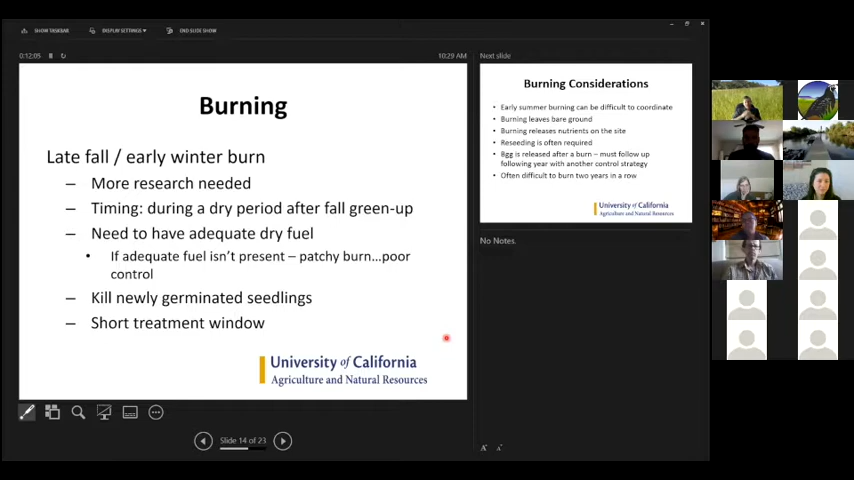 SHOW TASKBAR
DISPLAY SETTINGS
END SLIDE SHOW
0:12:05
10:29 AM
Burning
Late fall / early winter burn
– More research needed
– Timing: during a dry period after fall green-up
– Need to have adequate dry fuel
• If adequate fuel isn't present – patchy burn...poor
control
– Kill newly germinated seedlings
– Short treatment window
University of California
Agriculture and Natural Resources
Slide 14 of 23
Next slide
Burning Considerations
• Early summer burning can be difficult to coordinate
• Burning leaves bare ground
• Burning releases nutrients on the site
• Reseeding is often required
• Bgg is released after a burn – must follow up
following year with another control strategy
• Often difficult to burn two years in a row
University of California
Agriculture and Natural Resources
No Notes.
A A